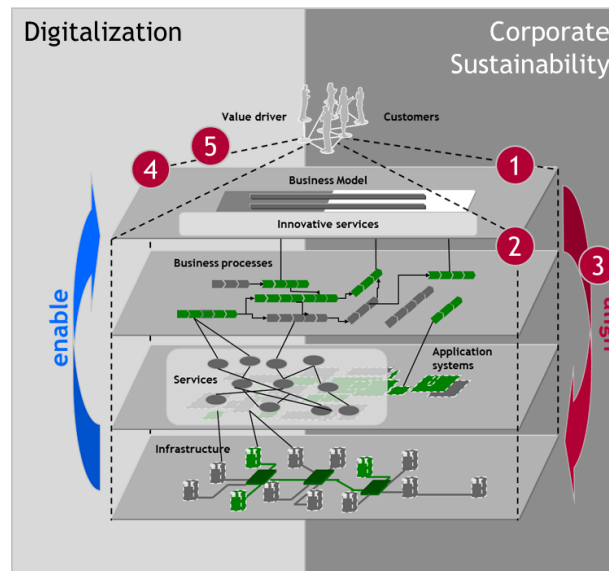 Digitalization
Corporate
Sustainability
Value driver
Customers
4
5
1
Business Model
Innovative services
2
Business processes
3
enable
align
Services
Application
systems
Infrastructure